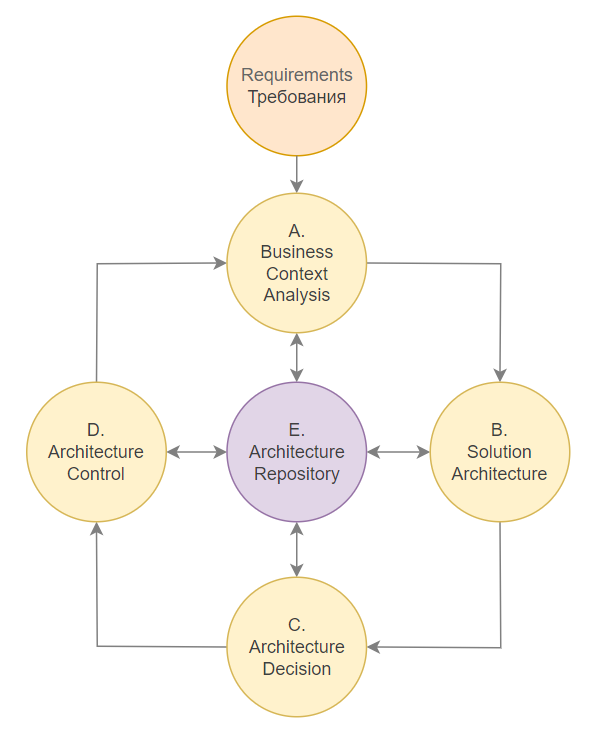 Requirements
Требования
A.
Business
Context
Analysis
D.
Architecture
Control
E.
Architecture
Repository
B.
Solution
Architecture
C.
Architecture
Decision